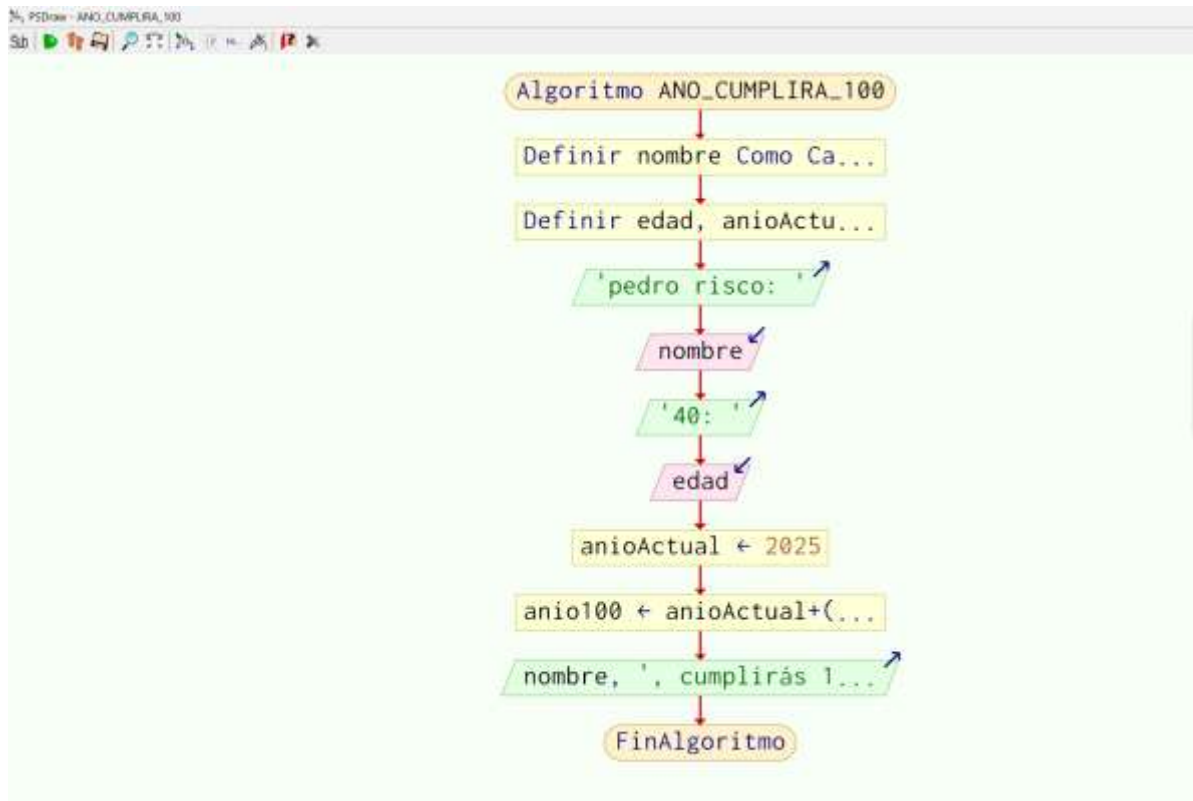 PSDraw - ANO_CUMPLIRA_100
Sub
Algoritmo ANO_CUMPLIRA_100
Definir nombre Como Ca...
Definir edad, anioActu...
'pedro risco: '
nombre
'40: '
edad
anioActual ← 2025
anio100 ← anioActual+(...
nombre, ', cumplirás 1...
FinAlgoritmo